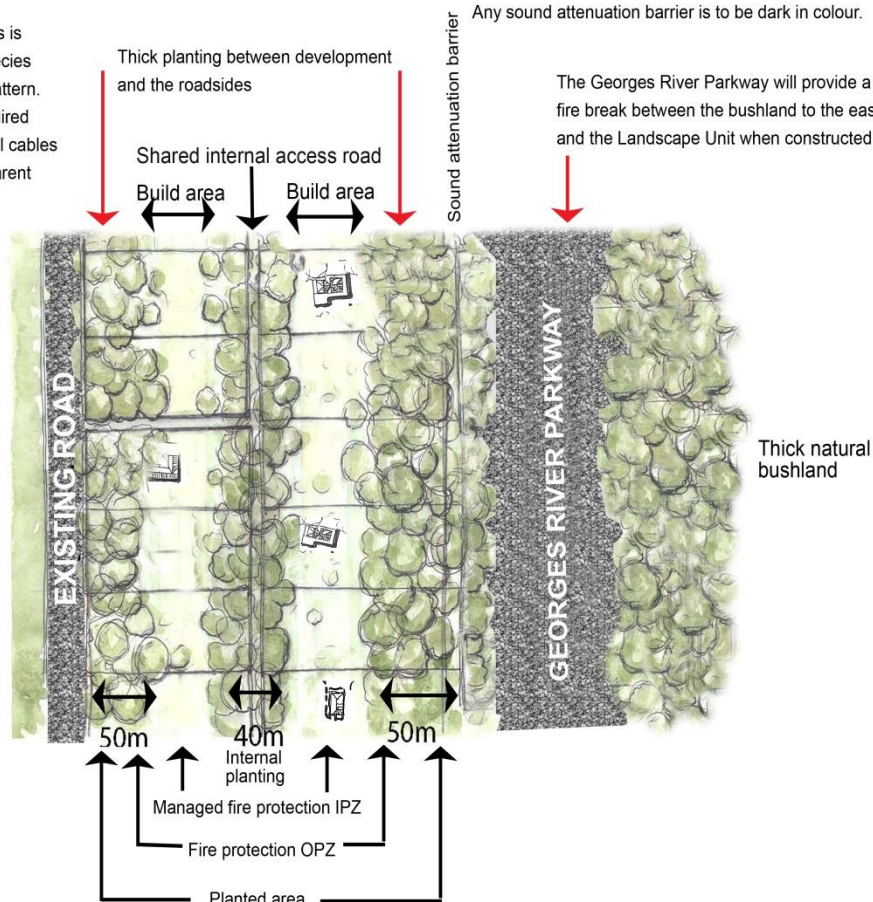 s is
ecies
attern.
ired
l cables
arent
Thick planting between development
and the roadsides
Sound attenuation barrier
Any sound attenuation barrier is to be dark in colour.
The Georges River Parkway will provide a
fire break between the bushland to the eas
and the Landscape Unit when constructed
Shared internal access road
Build area
Build area
EXISTING ROAD
GEORGES RIVER PARKWAY
Thick natural
bushland
50m
40m
50m
Internal
planting
Managed fire protection IPZ
Fire protection OPZ
Planted area